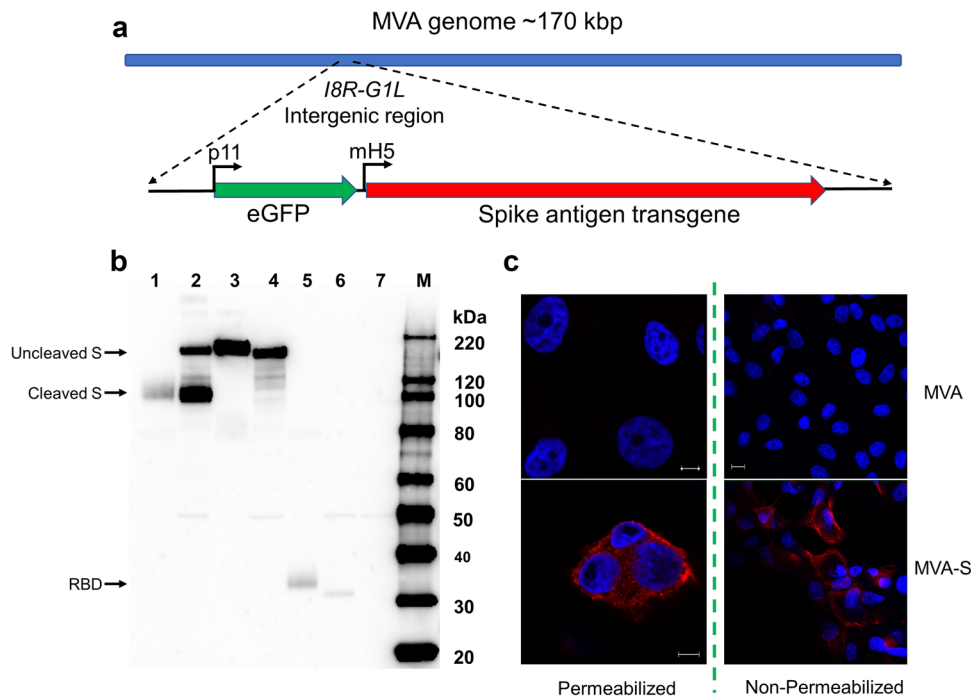 a
MVA genome ~170 kbp
I8R-G1L
Intergenic region
p11
mH5
eGFP
Spike antigen transgene
b
1 2 3 4 5 6 7 M
kDa
Uncleaved S
Cleaved S
RBD
220
120
100
80
60
50
40
30
20
c
MVA
MVA-S
Permeabilized
Non-Permeabilized